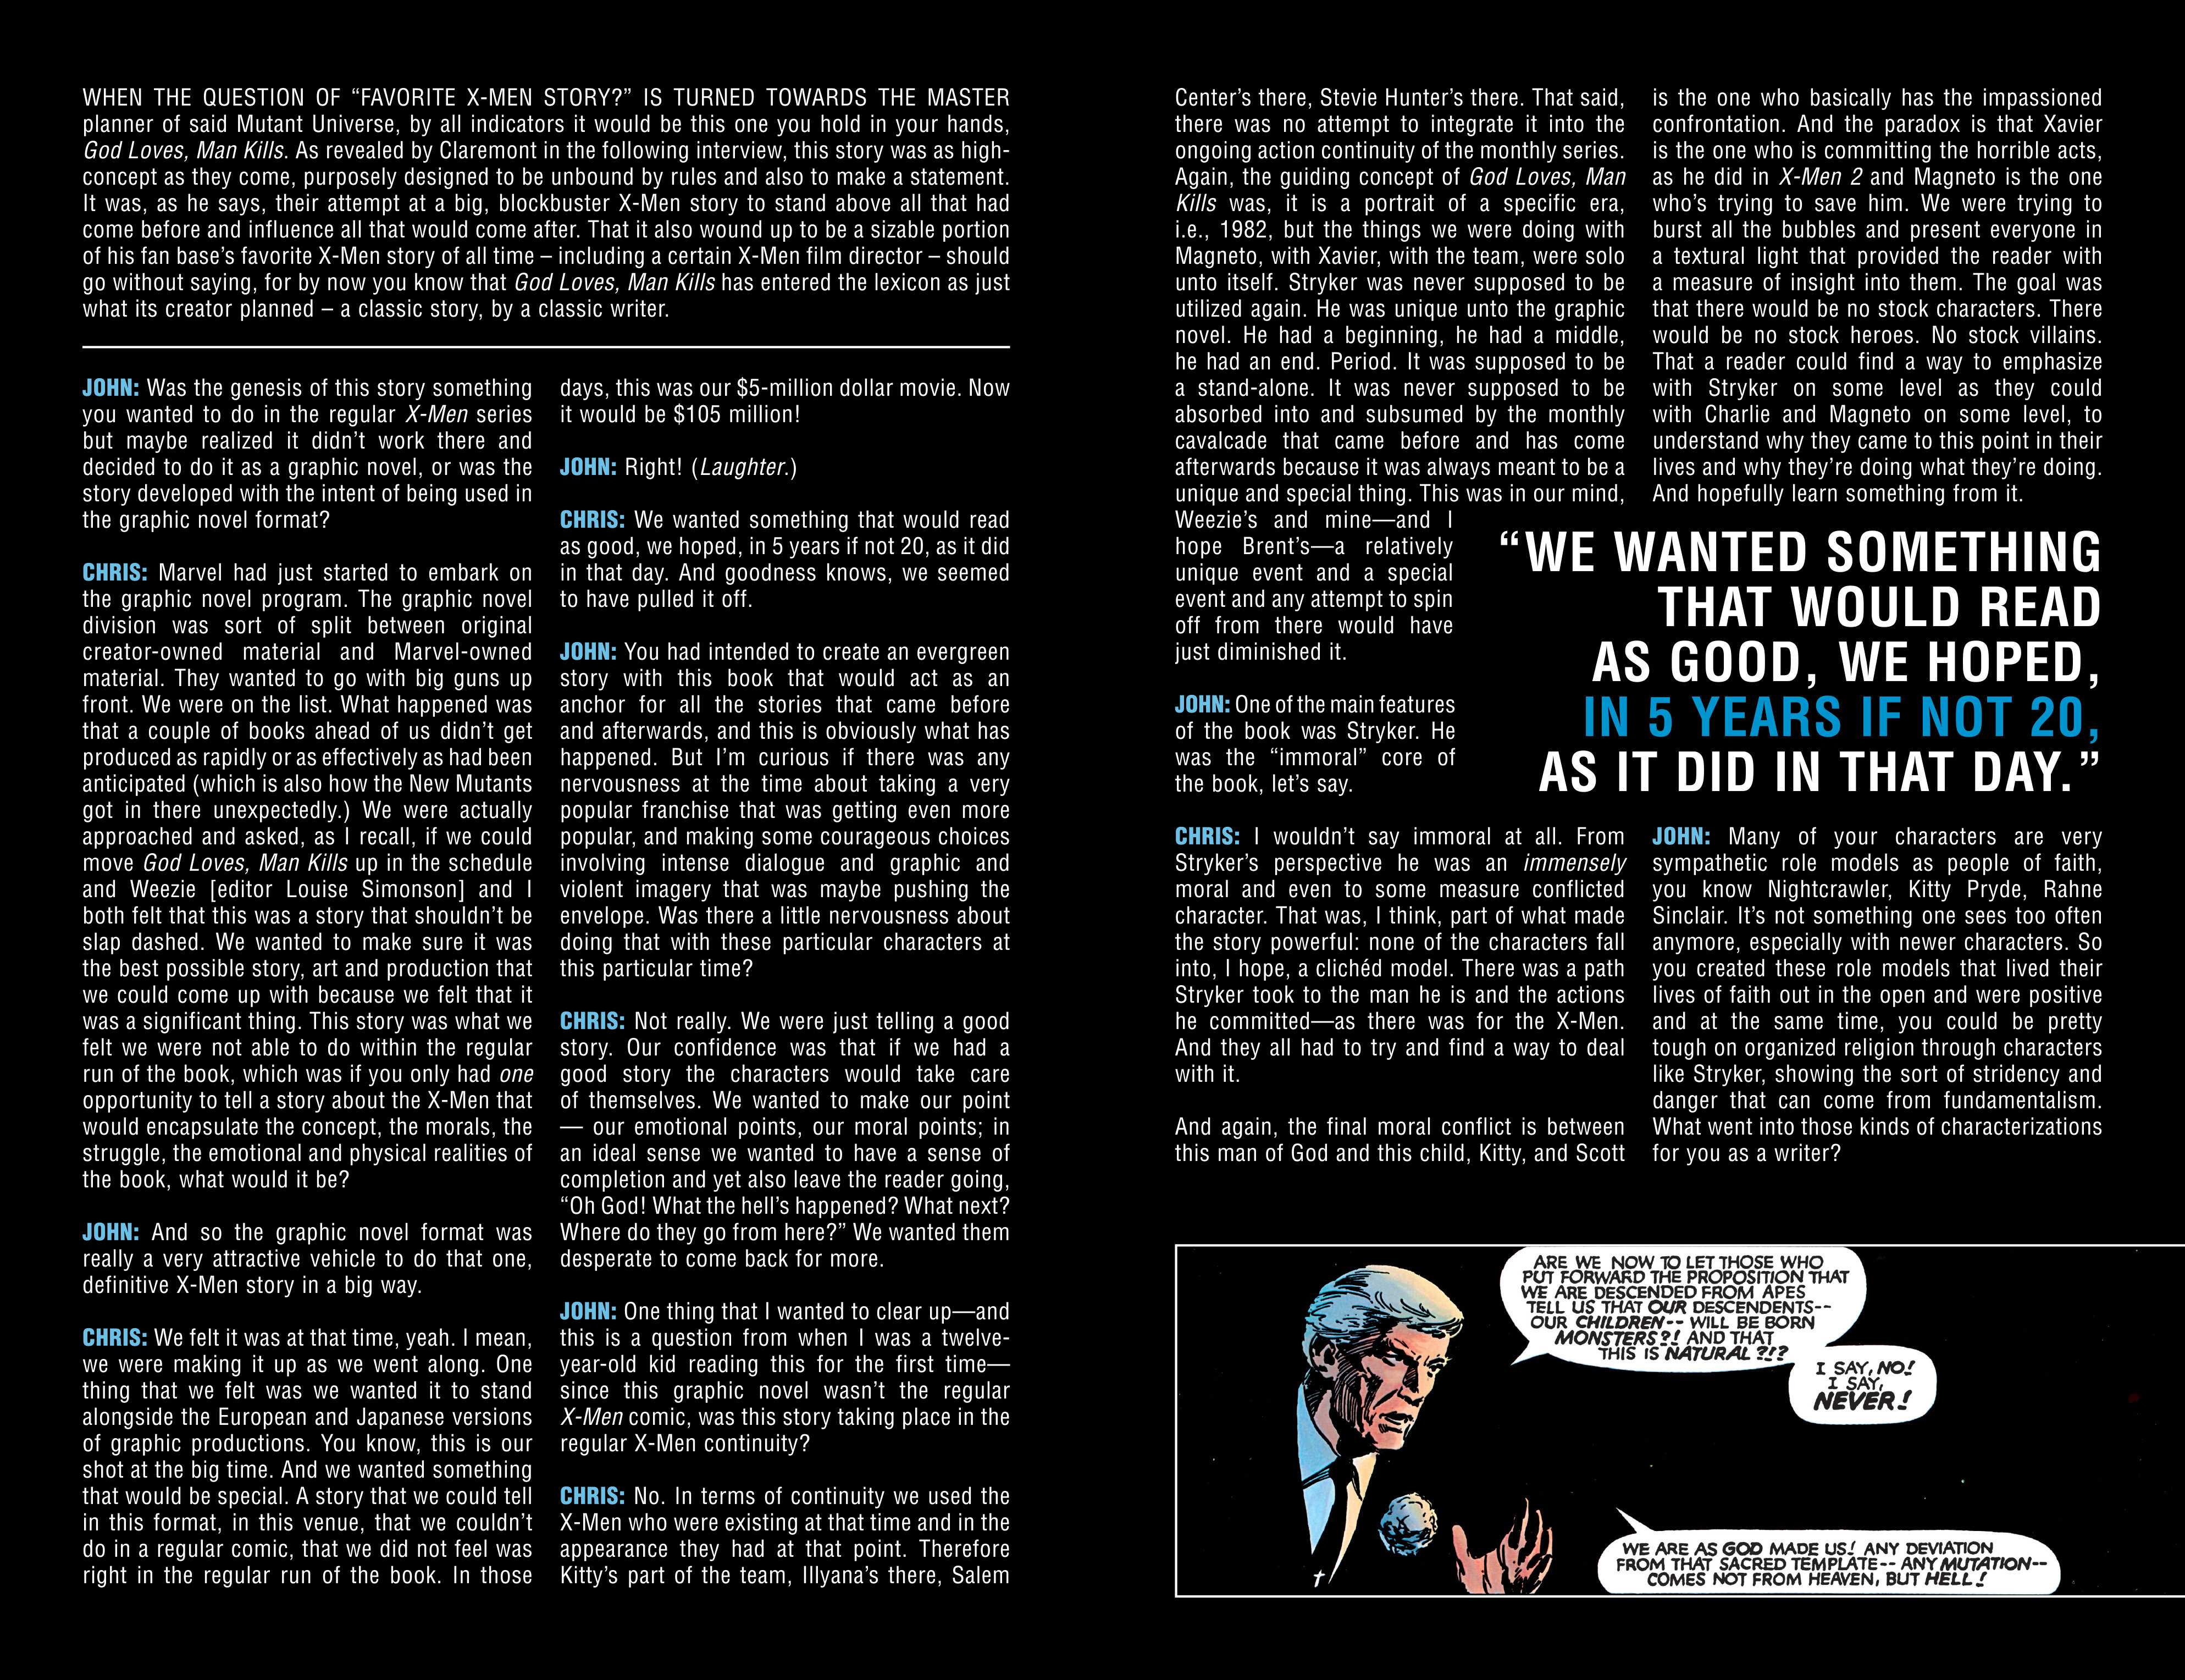 WHEN THE QUESTION OF “FAVORITE X-MEN STORY?” IS TURNED TOWARDS THE MASTER
planner of said Mutant Universe, by all indicators it would be this one you hold in your hands,
God Loves, Man Kills. As revealed by Claremont in the following interview, this story was as high-
concept as they come, purposely designed to be unbound by rules and also to make a statement.
It was, as he says, their attempt at a big, blockbuster X-Men story to stand above all that had
come before and influence all that would come after. That it also wound up to be a sizable portion
of his fan base’s favorite X-Men story of all time – including a certain X-Men film director – should
go without saying, for by now you know that God Loves, Man Kills has entered the lexicon as just
what its creator planned – a classic story, by a classic writer.
JOHN: Was the genesis of this story something
you wanted to do in the regular X-Men series
but maybe realized it didn’t work there and
decided to do it as a graphic novel, or was the
story developed with the intent of being used in
the graphic novel format?
CHRIS: Marvel had just started to embark on
the graphic novel program. The graphic novel
division was sort of split between original
creator-owned material and Marvel-owned
material. They wanted to go with big guns up
front. We were on the list. What happened was
that a couple of books ahead of us didn’t get
produced as rapidly or as effectively as had been
anticipated (which is also how the New Mutants
got in there unexpectedly.) We were actually
approached and asked, as I recall, if we could
move God Loves, Man Kills up in the schedule
and Weezie [editor Louise Simonson] and I
both felt that this was a story that shouldn’t be
slap dashed. We wanted to make sure it was
the best possible story, art and production that
we could come up with because we felt that it
was a significant thing. This story was what we
felt we were not able to do within the regular
run of the book, which was if you only had one
opportunity to tell a story about the X-Men that
would encapsulate the concept, the morals, the
struggle, the emotional and physical realities of
the book, what would it be?
JOHN: And so the graphic novel format was
really a very attractive vehicle to do that one,
definitive X-Men story in a big way.
CHRIS: We felt it was at that time, yeah. I mean,
we were making it up as we went along. One
thing that we felt was we wanted it to stand
alongside the European and Japanese versions
of graphic productions. You know, this is our
shot at the big time. And we wanted something
that would be special. A story that we could tell
in this format, in this venue, that we couldn’t
do in a regular comic, that we did not feel was
right in the regular run of the book. In those
days, this was our $5-million dollar movie. Now
it would be $105 million!
JOHN: Right! (Laughter.)
CHRIS: We wanted something that would read
as good, we hoped, in 5 years if not 20, as it did
in that day. And goodness knows, we seemed
to have pulled it off.
JOHN: You had intended to create an evergreen
story with this book that would act as an
anchor for all the stories that came before
and afterwards, and this is obviously what has
happened. But I’m curious if there was any
nervousness at the time about taking a very
popular franchise that was getting even more
popular, and making some courageous choices
involving intense dialogue and graphic and
violent imagery that was maybe pushing the
envelope. Was there a little nervousness about
doing that with these particular characters at
this particular time?
CHRIS: Not really. We were just telling a good
story. Our confidence was that if we had a
good story the characters would take care
of themselves. We wanted to make our point
— our emotional points, our moral points; in
an ideal sense we wanted to have a sense of
completion and yet also leave the reader going,
“Oh God! What the hell’s happened? What next?
Where do they go from here?” We wanted them
desperate to come back for more.
JOHN: One thing that I wanted to clear up—and
this is a question from when I was a twelve-
year-old kid reading this for the first time—
since this graphic novel wasn’t the regular
X-Men comic, was this story taking place in the
regular X-Men continuity?
CHRIS: No. In terms of continuity we used the
X-Men who were existing at that time and in the
appearance they had at that point. Therefore
Kitty’s part of the team, Illyana’s there, Salem
Center’s there, Stevie Hunter’s there. That said,
there was no attempt to integrate it into the
ongoing action continuity of the monthly series.
Again, the guiding concept of God Loves, Man
Kills was, it is a portrait of a specific era,
i.e., 1982, but the things we were doing with
Magneto, with Xavier, with the team, were solo
unto itself. Stryker was never supposed to be
utilized again. He was unique unto the graphic
novel. He had a beginning, he had a middle,
he had an end. Period. It was supposed to be
a stand-alone. It was never supposed to be
absorbed into and subsumed by the monthly
cavalcade that came before and has come
afterwards because it was always meant to be a
unique and special thing. This was in our mind,
Weezie’s and mine—and I
hope Brent’s—a relatively
unique event and a special
event and any attempt to spin
off from there would have
just diminished it.
JOHN: One of the main features
of the book was Stryker. He
was the “immoral” core of
the book, let’s say.
CHRIS: I wouldn’t say immoral at all. From
Stryker’s perspective he was an immensely
moral and even to some measure conflicted
character. That was, I think, part of what made
the story powerful: none of the characters fall
into, I hope, a clichéd model. There was a path
Stryker took to the man he is and the actions
he committed—as there was for the X-Men.
And they all had to try and find a way to deal
with it.
And again, the final moral conflict is between
this man of God and this child, Kitty, and Scott
is the one who basically has the impassioned
confrontation. And the paradox is that Xavier
is the one who is committing the horrible acts,
as he did in X-Men 2 and Magneto is the one
who’s trying to save him. We were trying to
burst all the bubbles and present everyone in
a textural light that provided the reader with
a measure of insight into them. The goal was
that there would be no stock characters. There
would be no stock heroes. No stock villains.
That a reader could find a way to emphasize
with Stryker on some level as they could
with Charlie and Magneto on some level, to
understand why they came to this point in their
lives and why they’re doing what they’re doing.
And hopefully learn something from it.
“WE WANTED SOMETHING
THAT WOULD READ
AS GOOD, WE HOPED,
IN 5 YEARS IF NOT 20,
AS IT DID IN THAT DAY.”
JOHN: Many of your characters are very
sympathetic role models as people of faith,
you know Nightcrawler, Kitty Pryde, Rahne
Sinclair. It’s not something one sees too often
anymore, especially with newer characters. So
you created these role models that lived their
lives of faith out in the open and were positive
and at the same time, you could be pretty
tough on organized religion through characters
like Stryker, showing the sort of stridency and
danger that can come from fundamentalism.
What went into those kinds of characterizations
for you as a writer?
ARE WE NOW TO LET THOSE WHO
PUT FORWARD THE PROPOSITION THAT
WE ARE DESCENDED FROM APES
TELL US THAT OUR DESCENDENTS--
OUR CHILDREN-- WILL BE BORN
MONSTERS?! AND THAT
THIS IS NATURAL?!?
I SAY, NO!
I SAY,
NEVER!
WE ARE AS GOD MADE US! ANY DEVIATION
FROM THAT SACRED TEMPLATE-- ANY MUTATION--
COMES NOT FROM HEAVEN, BUT HELL!